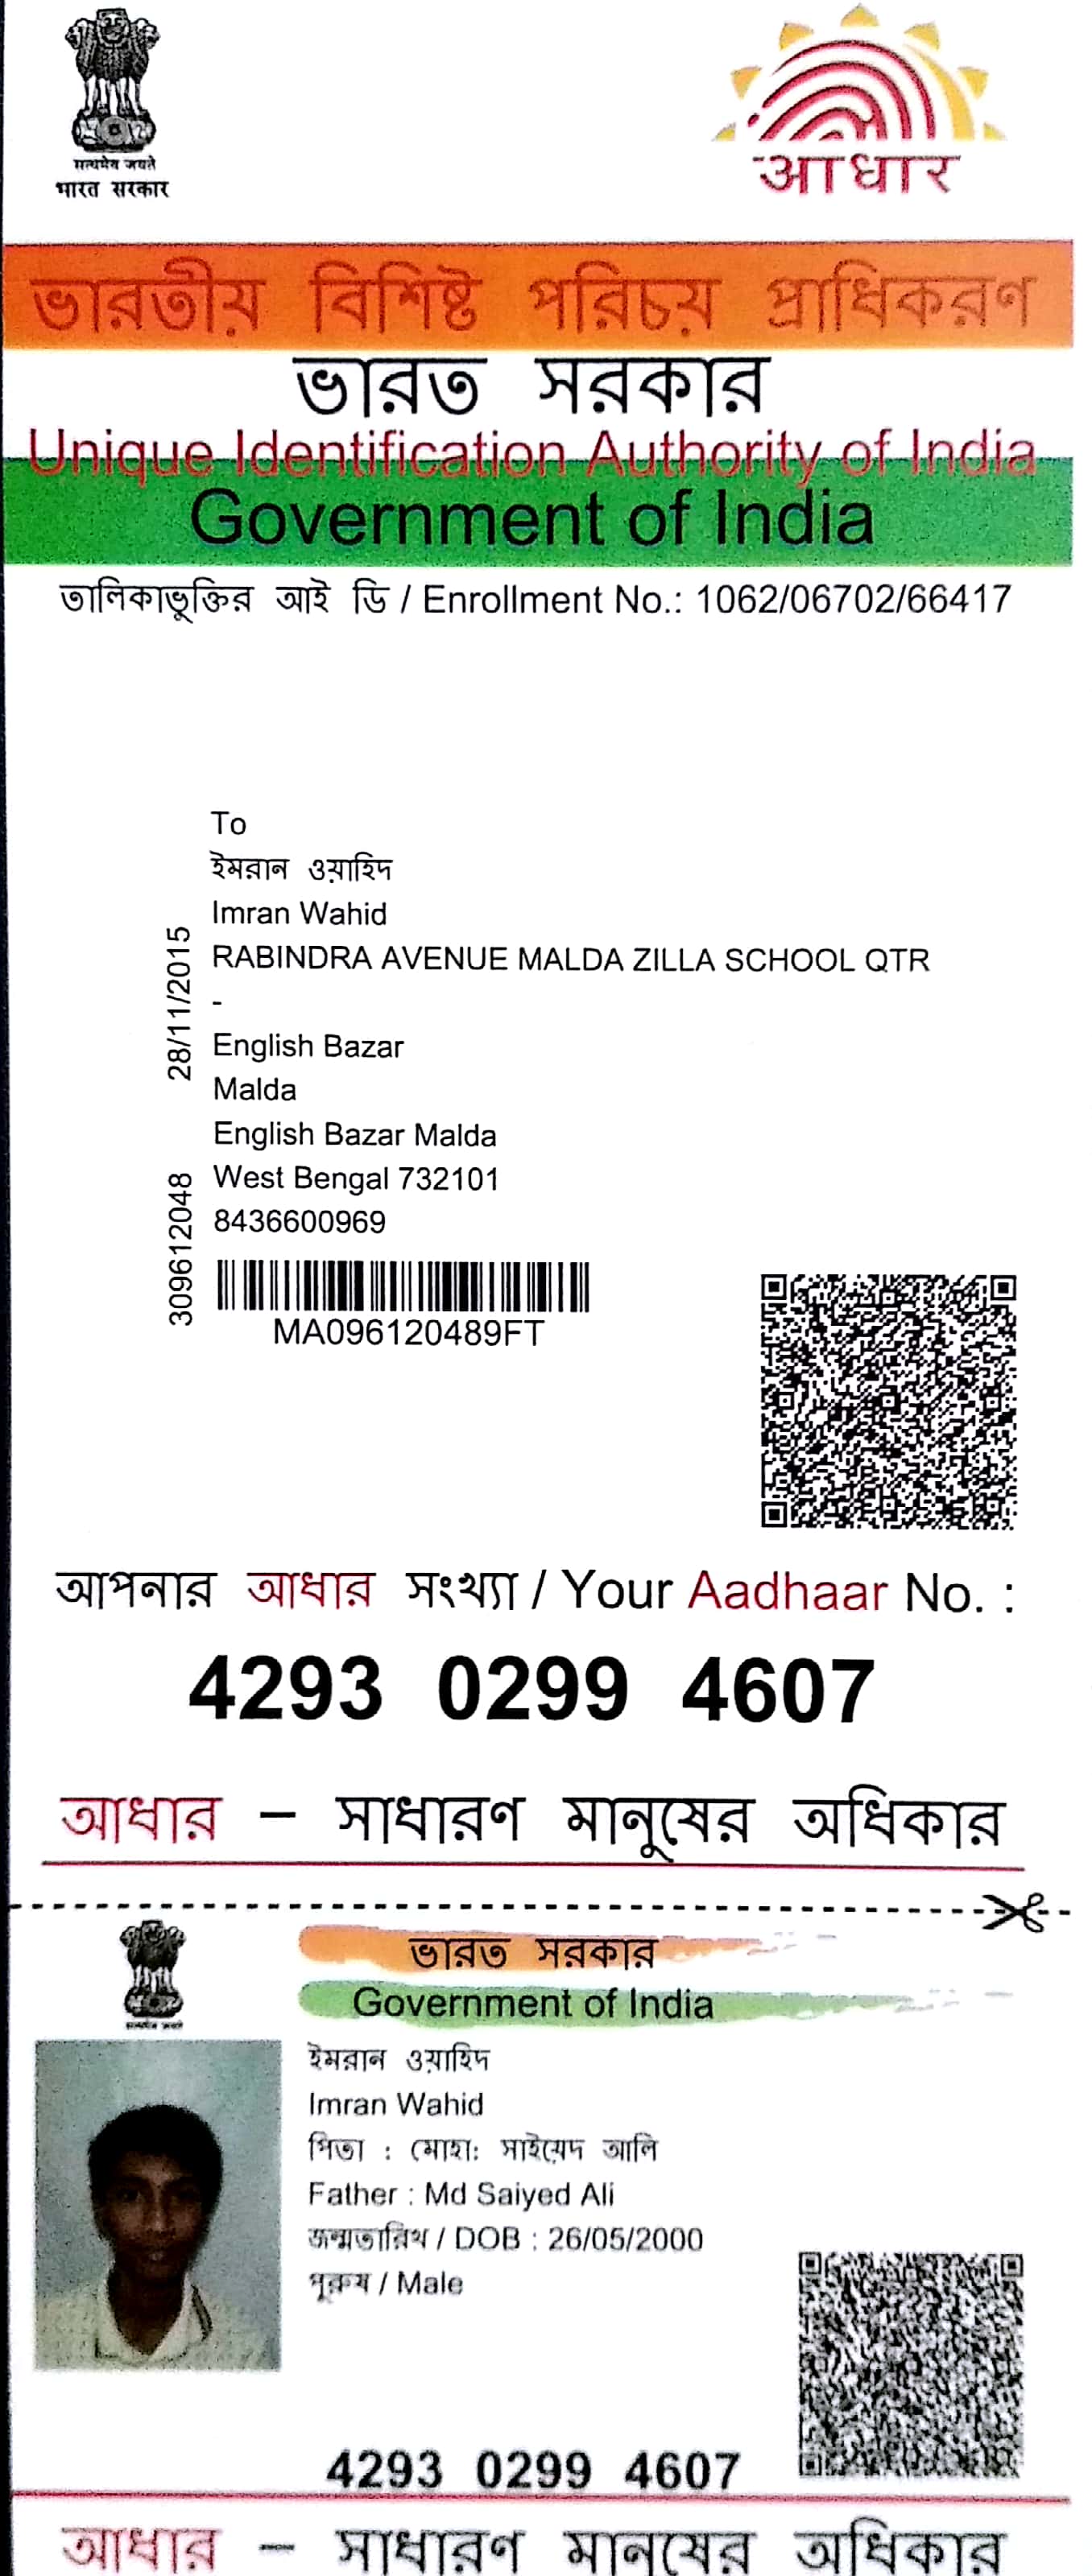 सत्यमेव जयते
भारत सरकार
आधार
ভারতীয় বিশিষ্ট পরিচয় প্রাধিকরণ
ভারত সরকার
Unique Identification Authority of India
Government of India
তালিকাভুক্তির আই ডি / Enrollment No.: 1062/06702/66417
To
ইমরান ওয়াহিদ
Imran Wahid
RABINDRA AVENUE MALDA ZILLA SCHOOL QTR
-
English Bazar
Malda
English Bazar Malda
West Bengal 732101
8436600969
28/11/2015
309612048
MA096120489FT
আপনার আধার সংখ্যা / Your Aadhaar No. :
4293 0299 4607
আধার – সাধারণ মানুষের অধিকার
ভারত সরকার
Government of India
सत्यमेव जयते
ইমরান ওয়াহিদ
Imran Wahid
পিতা : মোহা: সাইয়েদ আলি
Father : Md Saiyed Ali
জন্মতারিখ / DOB : 26/05/2000
পুরুষ / Male
4293 0299 4607
আধার – সাধারণ মানুষের অধিকার